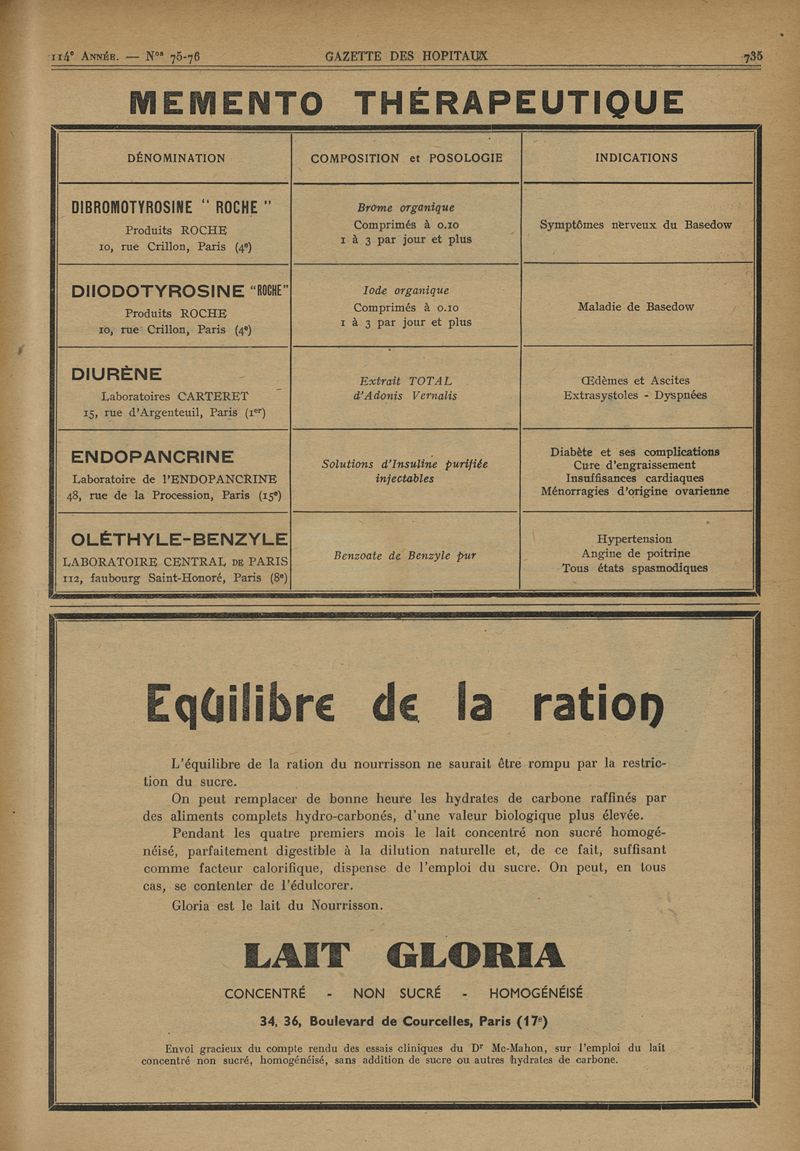 114e ANNÉE. — Nos 75-76 GAZETTE DES HOPITAUX 735
MEMENTO THÉRAPEUTIQUE
DÉNOMINATION COMPOSITION et POSOLOGIE INDICATIONS
DIBROMOTYROSINE “ ROCHE ”
Produits ROCHE
10, rue Crillon, Paris (4e)
Brome organique
Comprimés à 0.10
1 à 3 par jour et plus
Symptômes nerveux du Basedow
DIIODOTYROSINE “ROCHE”
Produits ROCHE
10, rue Crillon, Paris (4e)
Iode organique
Comprimés à 0.10
1 à 3 par jour et plus
Maladie de Basedow
DIURÈNE
Laboratoires CARTERET
15, rue d’Argenteuil, Paris (1er)
Extrait TOTAL
d’Adonis Vernalis
Œdèmes et Ascites
Extrasystoles - Dyspnées
ENDOPANCRINE
Laboratoire de l’ENDOPANCRINE
48, rue de la Procession, Paris (15e)
Solutions d’Insuline purifiée
injectables
Diabète et ses complications
Cure d’engraissement
Insuffisances cardiaques
Ménorragies d’origine ovarienne
OLÉTHYLE-BENZYLE
LABORATOIRE CENTRAL DE PARIS
112, faubourg Saint-Honoré, Paris (8e)
Benzoate de Benzyle pur
Hypertension
Angine de poitrine
Tous états spasmodiques
Equilibre de la ration
L’équilibre de la ration du nourrisson ne saurait être rompu par la restric-
tion du sucre.
On peut remplacer de bonne heure les hydrates de carbone raffinés par
des aliments complets hydro-carbonés, d’une valeur biologique plus élevée.
Pendant les quatre premiers mois le lait concentré non sucré homogé-
néisé, parfaitement digestible à la dilution naturelle et, de ce fait, suffisant
comme facteur calorifique, dispense de l’emploi du sucre. On peut, en tous
cas, se contenter de l’édulcorer.
Gloria est le lait du Nourrisson.
LAIT GLORIA
CONCENTRÉ - NON SUCRÉ - HOMOGÉNÉISÉ
34, 36, Boulevard de Courcelles, Paris (17e)
Envoi gracieux du compte rendu des essais cliniques du Dr Mc-Mahon, sur l’emploi du lait
concentré non sucré, homogénéisé, sans addition de sucre ou autres hydrates de carbone.